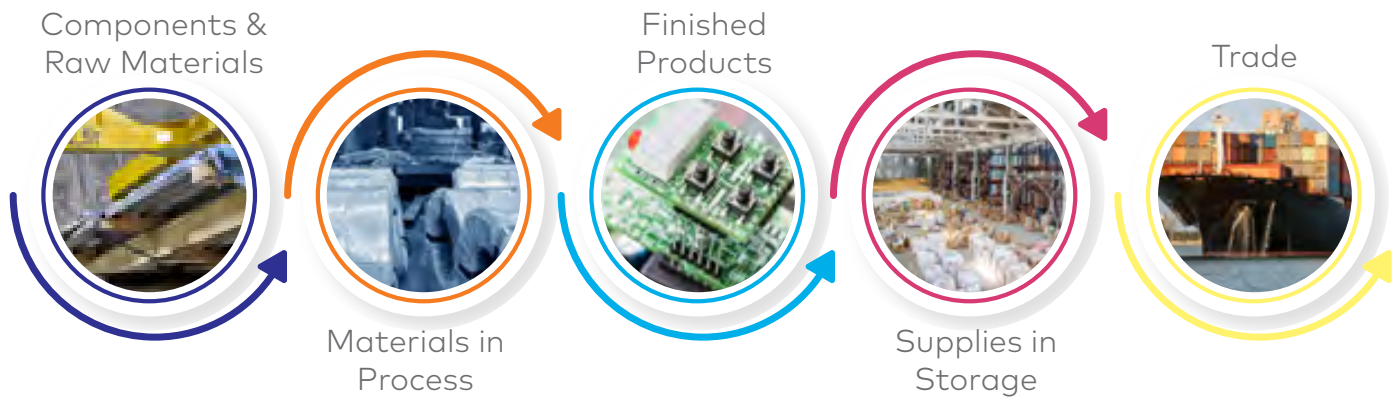 Components &
Raw Materials
Materials in
Process
Finished
Products
Supplies in
Storage
Trade